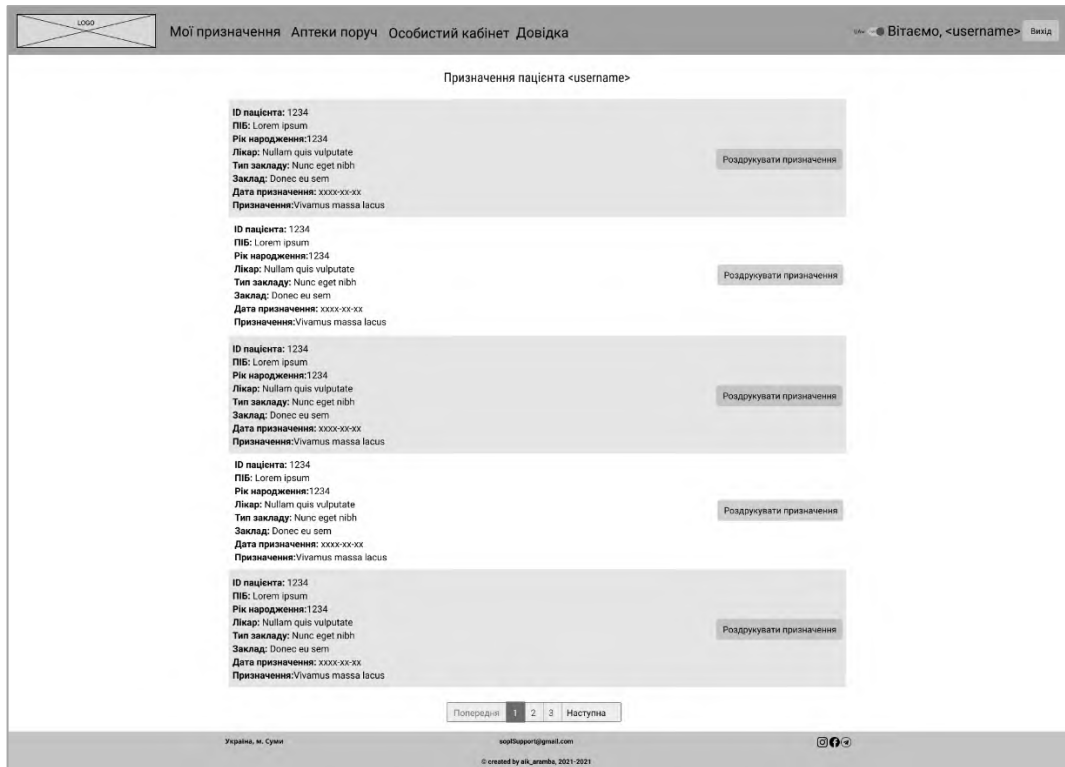 LOGO
Мої призначення Аптеки поруч Особистий кабінет Довідка
Вітаємо, <username> Вихід
Призначення пацієнта <username>
ID пацієнта: 1234
ПІБ: Lorem ipsum
Рік народження:1234
Лікар: Nullam quis vulputate
Тип закладу: Nunc eget nibh
Заклад: Donec eu sem
Дата призначення: xxxx-xx-xx
Призначення:Vivamus massa lacus
Роздрукувати призначення
ID пацієнта: 1234
ПІБ: Lorem ipsum
Рік народження:1234
Лікар: Nullam quis vulputate
Тип закладу: Nunc eget nibh
Заклад: Donec eu sem
Дата призначення: xxxx-xx-xx
Призначення:Vivamus massa lacus
Роздрукувати призначення
ID пацієнта: 1234
ПІБ: Lorem ipsum
Рік народження:1234
Лікар: Nullam quis vulputate
Тип закладу: Nunc eget nibh
Заклад: Donec eu sem
Дата призначення: xxxx-xx-xx
Призначення:Vivamus massa lacus
Роздрукувати призначення
ID пацієнта: 1234
ПІБ: Lorem ipsum
Рік народження:1234
Лікар: Nullam quis vulputate
Тип закладу: Nunc eget nibh
Заклад: Donec eu sem
Дата призначення: xxxx-xx-xx
Призначення:Vivamus massa lacus
Роздрукувати призначення
ID пацієнта: 1234
ПІБ: Lorem ipsum
Рік народження:1234
Лікар: Nullam quis vulputate
Тип закладу: Nunc eget nibh
Заклад: Donec eu sem
Дата призначення: xxxx-xx-xx
Призначення:Vivamus massa lacus
Роздрукувати призначення
Попередня 1 2 3 Наступна
Україна, м. Суми
© created by aik_aramba, 2021-2021